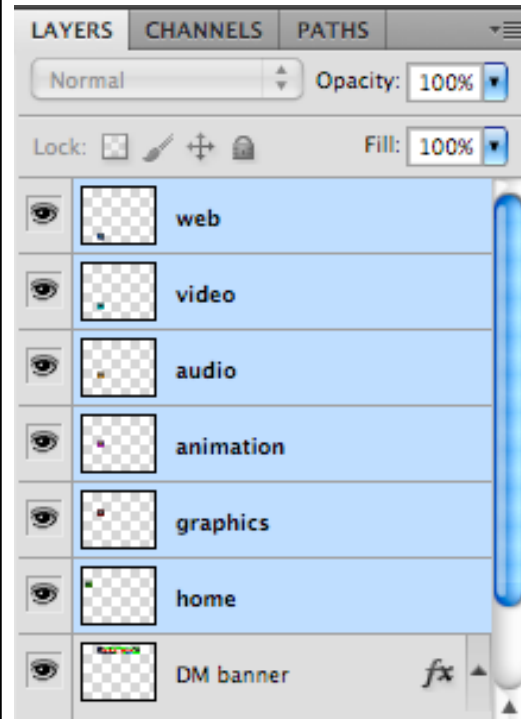 LAYERS CHANNELS PATHS
Normal Opacity: 100%
Lock: Fill: 100%
web
video
audio
animation
graphics
home
DM banner fx